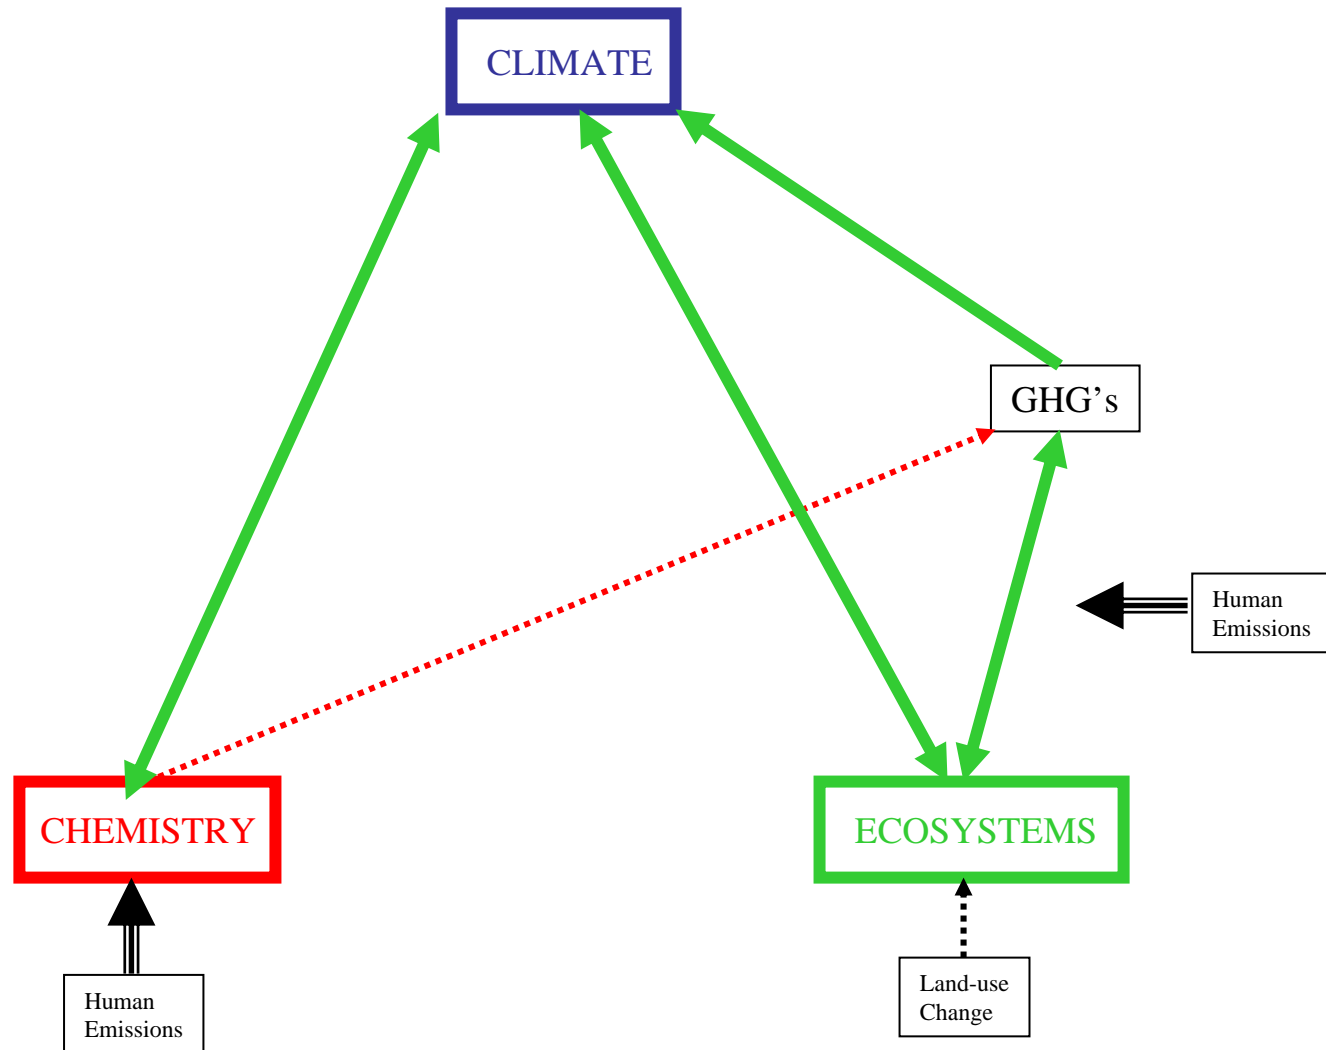 CLIMATE
GHG’s
Human
Emissions
CHEMISTRY
ECOSYSTEMS
Human
Emissions
Land-use
Change